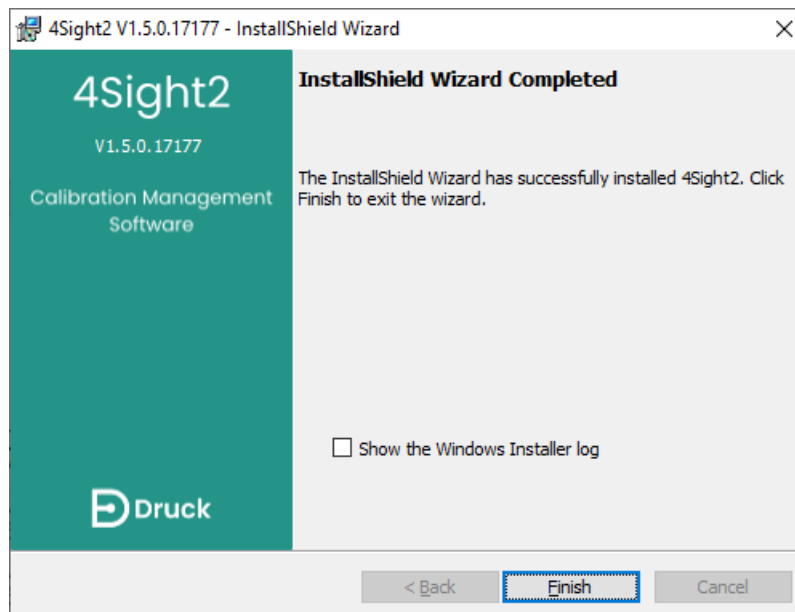 4Sight2 V1.5.0.17177 - InstallShield Wizard
4Sight2
V1.5.0.17177
Calibration Management
Software
Druck
InstallShield Wizard Completed
The InstallShield Wizard has successfully installed 4Sight2. Click
Finish to exit the wizard.
Show the Windows Installer log
< Back
Finish
Cancel